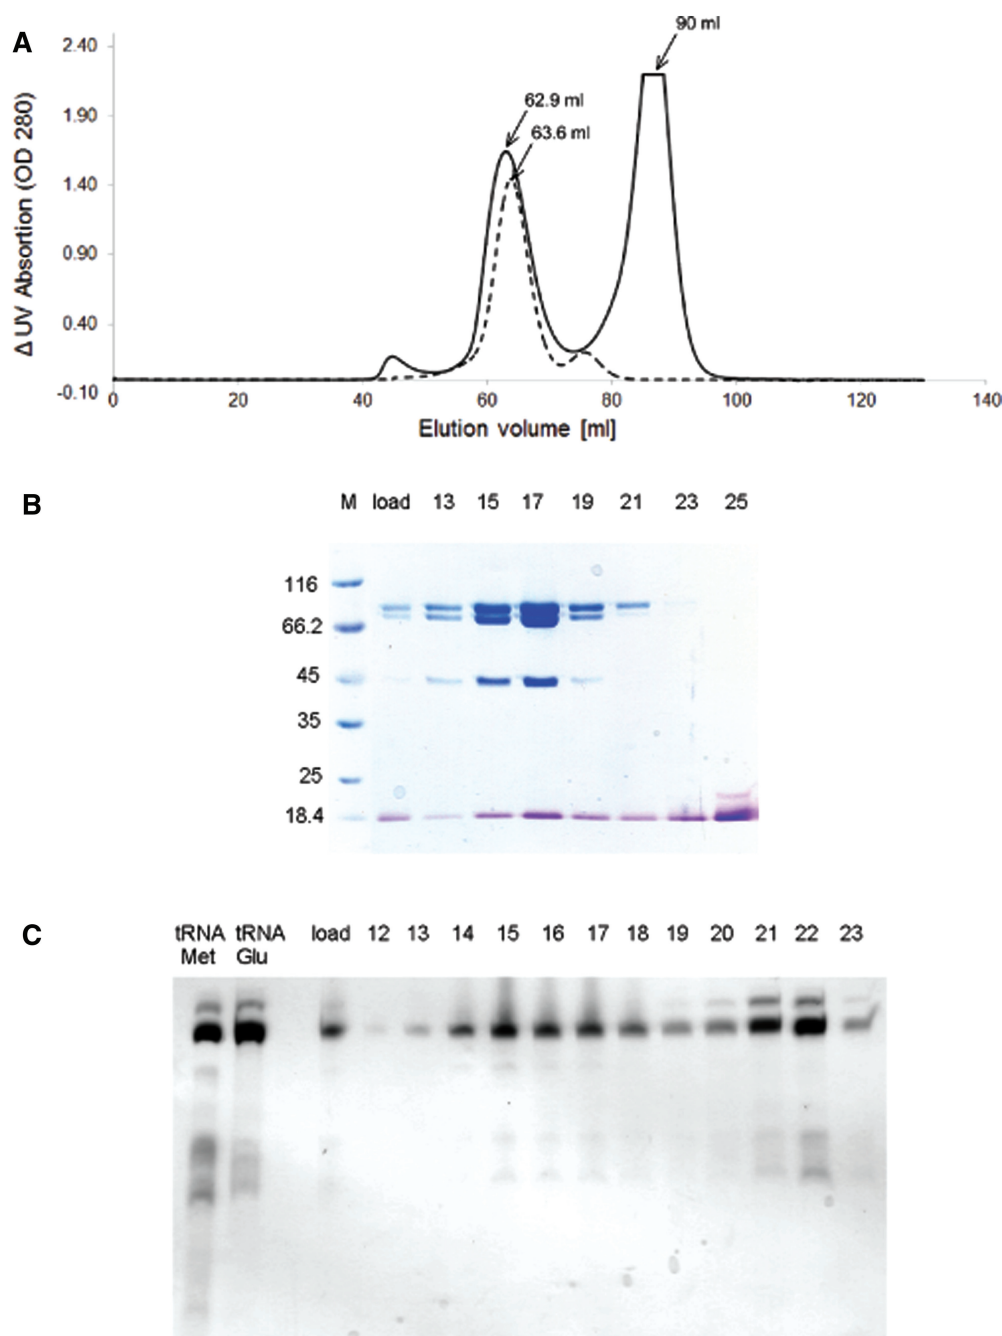 A
Δ UV Absortion (OD 280)
2.40
1.90
1.40
0.90
0.40
-0.10
0 20 40 60 80 100 120 140
Elution volume [ml]
62.9 ml
63.6 ml
90 ml
B
M load 13 15 17 19 21 23 25
116
66.2
45
35
25
18.4
C
tRNA tRNA load 12 13 14 15 16 17 18 19 20 21 22 23
Met Glu